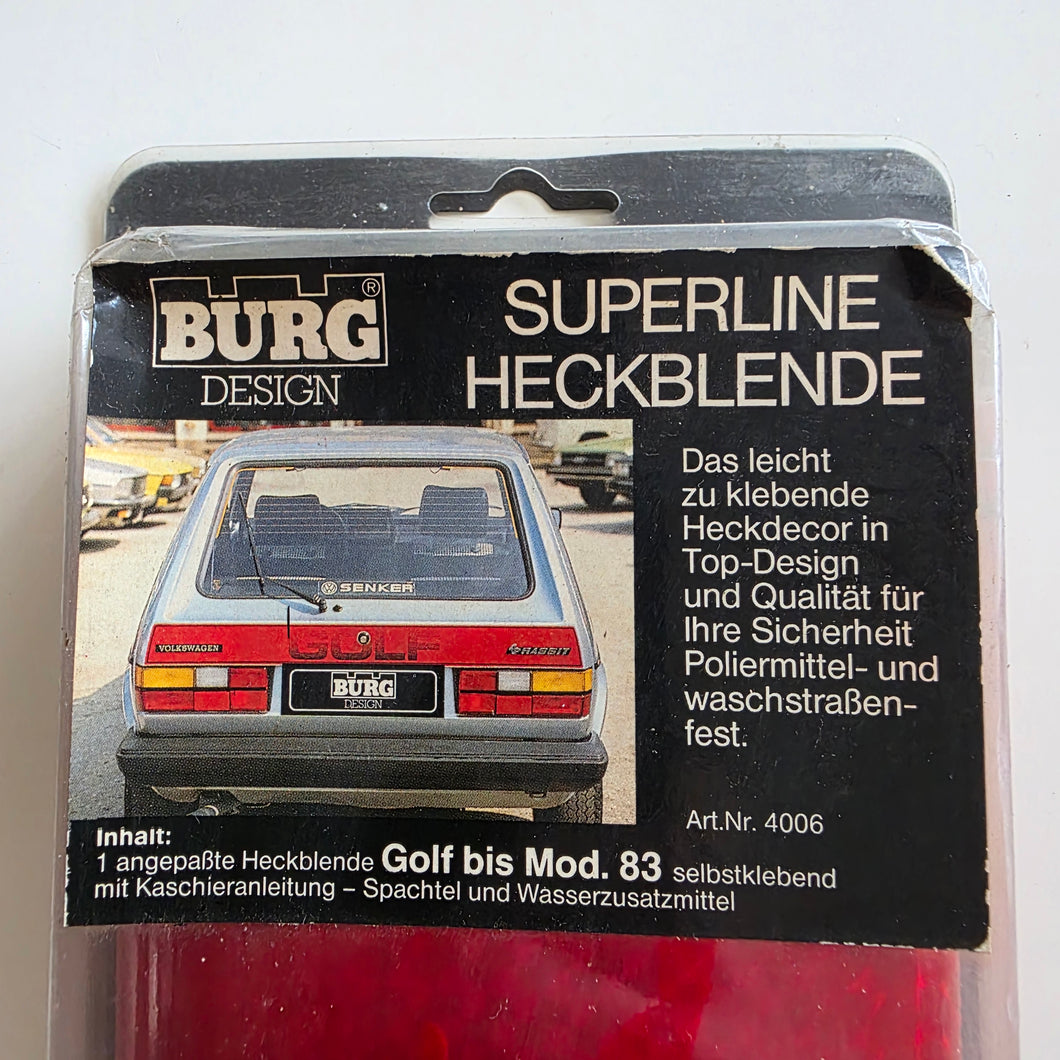 BURG®
DESIGN
SUPERLINE
HECKBLENDE
Das leicht
zu klebende
Heckdecor in
Top-Design
und Qualität für
Ihre Sicherheit
Poliermittel- und
waschstraßen-
fest.
Art.Nr. 4006
SENKER
VOLKSWAGEN
GOLF
RABBIT
BURG
DESIGN
Inhalt:
1 angepaßte Heckblende Golf bis Mod. 83 selbstklebend
mit Kaschieranleitung – Spachtel und Wasserzusatzmittel